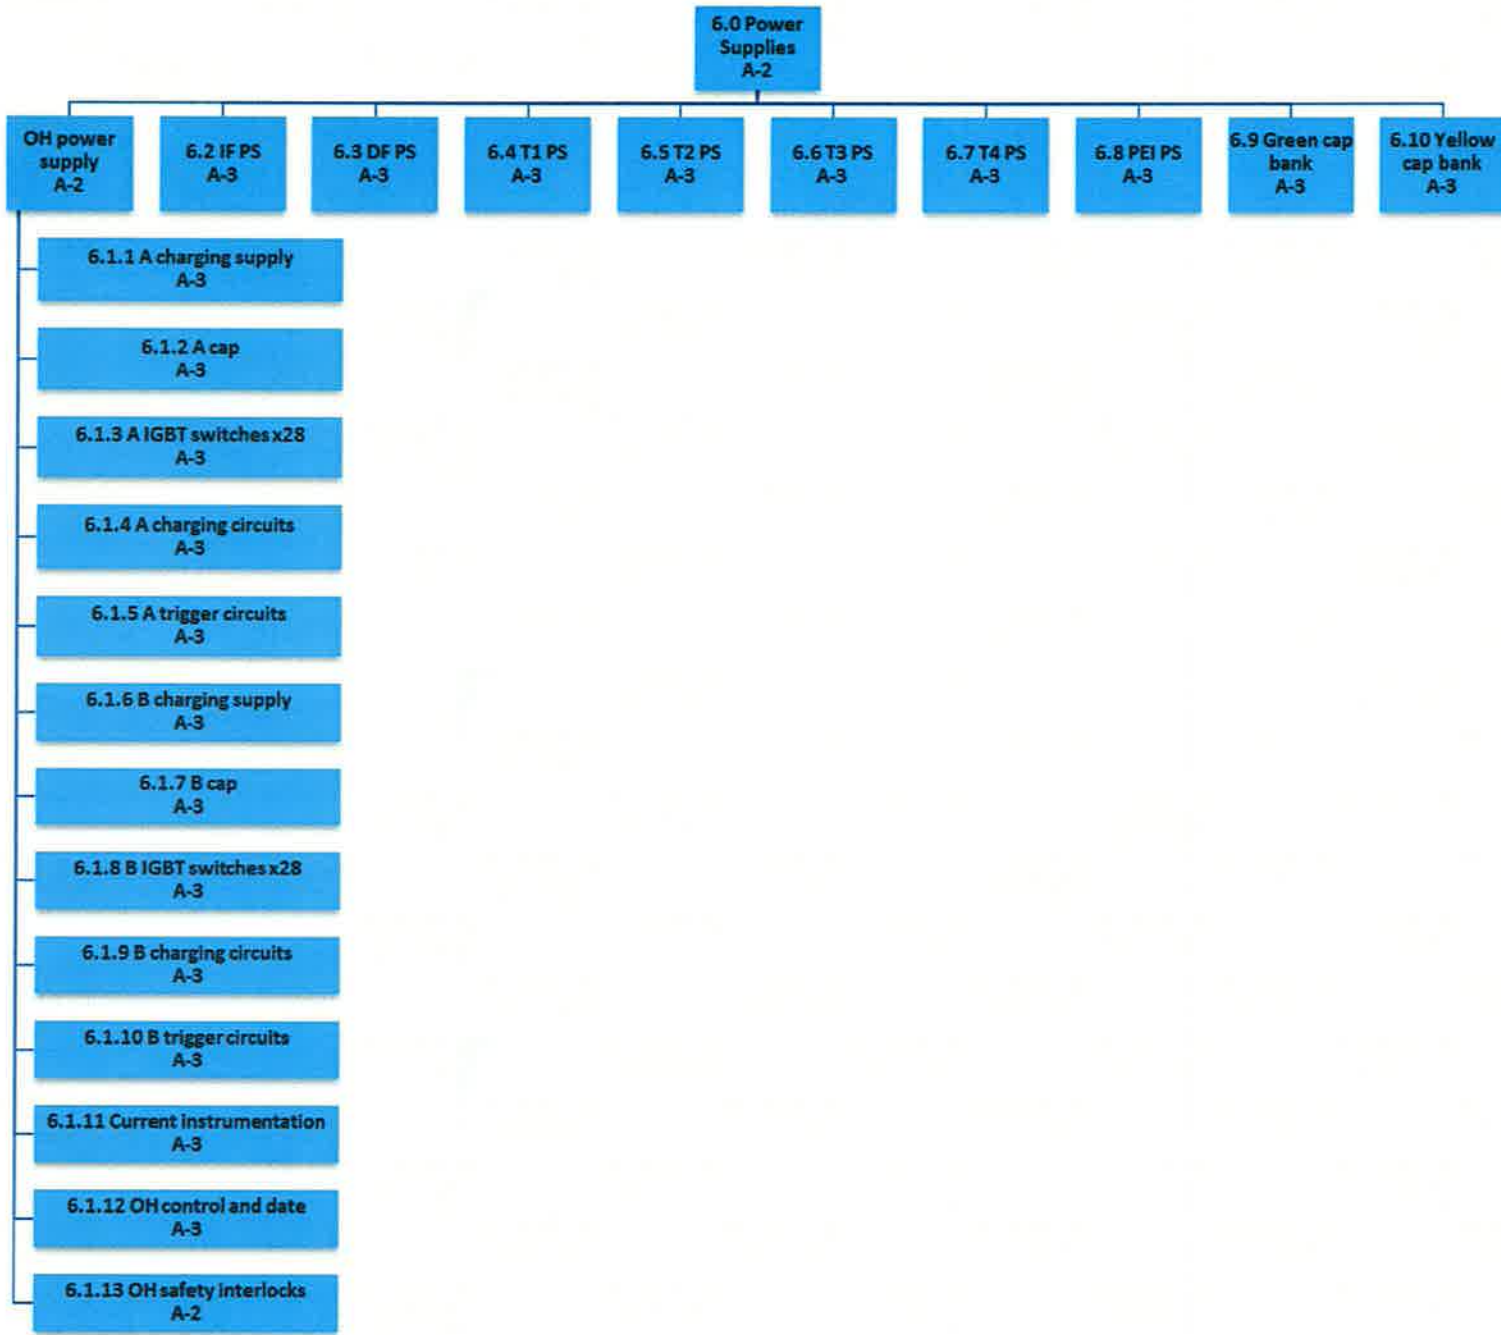 6.0 Power
Supplies
A-2
OH power
supply
A-2
6.2 IF PS
A-3
6.3 DF PS
A-3
6.4 T1 PS
A-3
6.5 T2 PS
A-3
6.6 T3 PS
A-3
6.7 T4 PS
A-3
6.8 PEI PS
A-3
6.9 Green cap
bank
A-3
6.10 Yellow
cap bank
A-3
6.1.1 A charging supply
A-3
6.1.2 A cap
A-3
6.1.3 A IGBT switches x28
A-3
6.1.4 A charging circuits
A-3
6.1.5 A trigger circuits
A-3
6.1.6 B charging supply
A-3
6.1.7 B cap
A-3
6.1.8 B IGBT switches x28
A-3
6.1.9 B charging circuits
A-3
6.1.10 B trigger circuits
A-3
6.1.11 Current instrumentation
A-3
6.1.12 OH control and date
A-3
6.1.13 OH safety interlocks
A-2